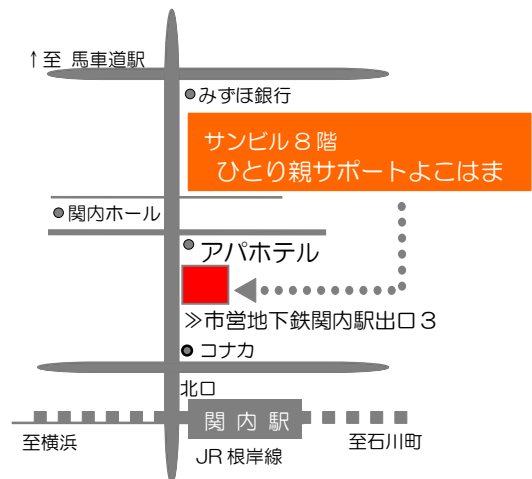 ↑至 馬車道駅
みずほ銀行
サンビル8階
ひとり親サポートよこはま
関内ホール
アパホテル
≫市営地下鉄関内駅出口3
コナカ
北口
関内駅
至横浜
至石川町
JR根岸線